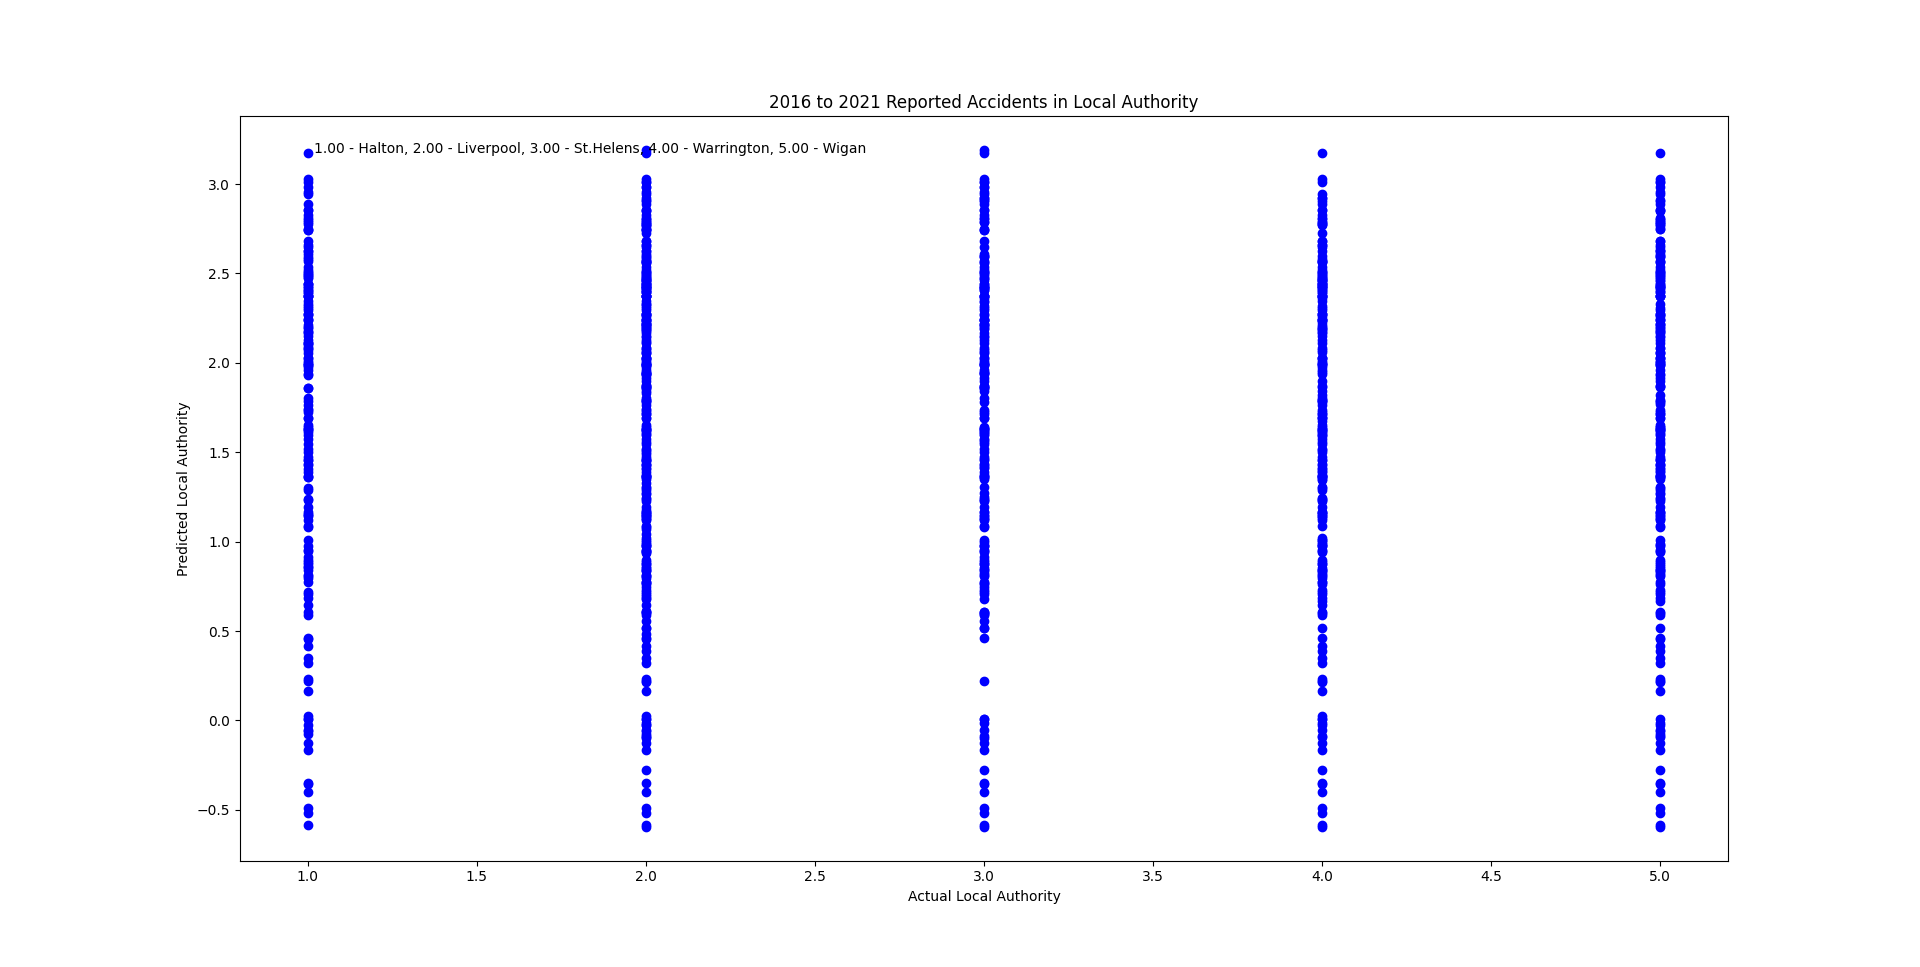 2016 to 2021 Reported Accidents in Local Authority
1.00 - Halton, 2.00 - Liverpool, 3.00 - St.Helens, 4.00 - Warrington, 5.00 - Wigan
3.0
2.5
2.0
1.5
1.0
0.5
0.0
−0.5
Predicted Local Authority
1.0 1.5 2.0 2.5 3.0 3.5 4.0 4.5 5.0
Actual Local Authority